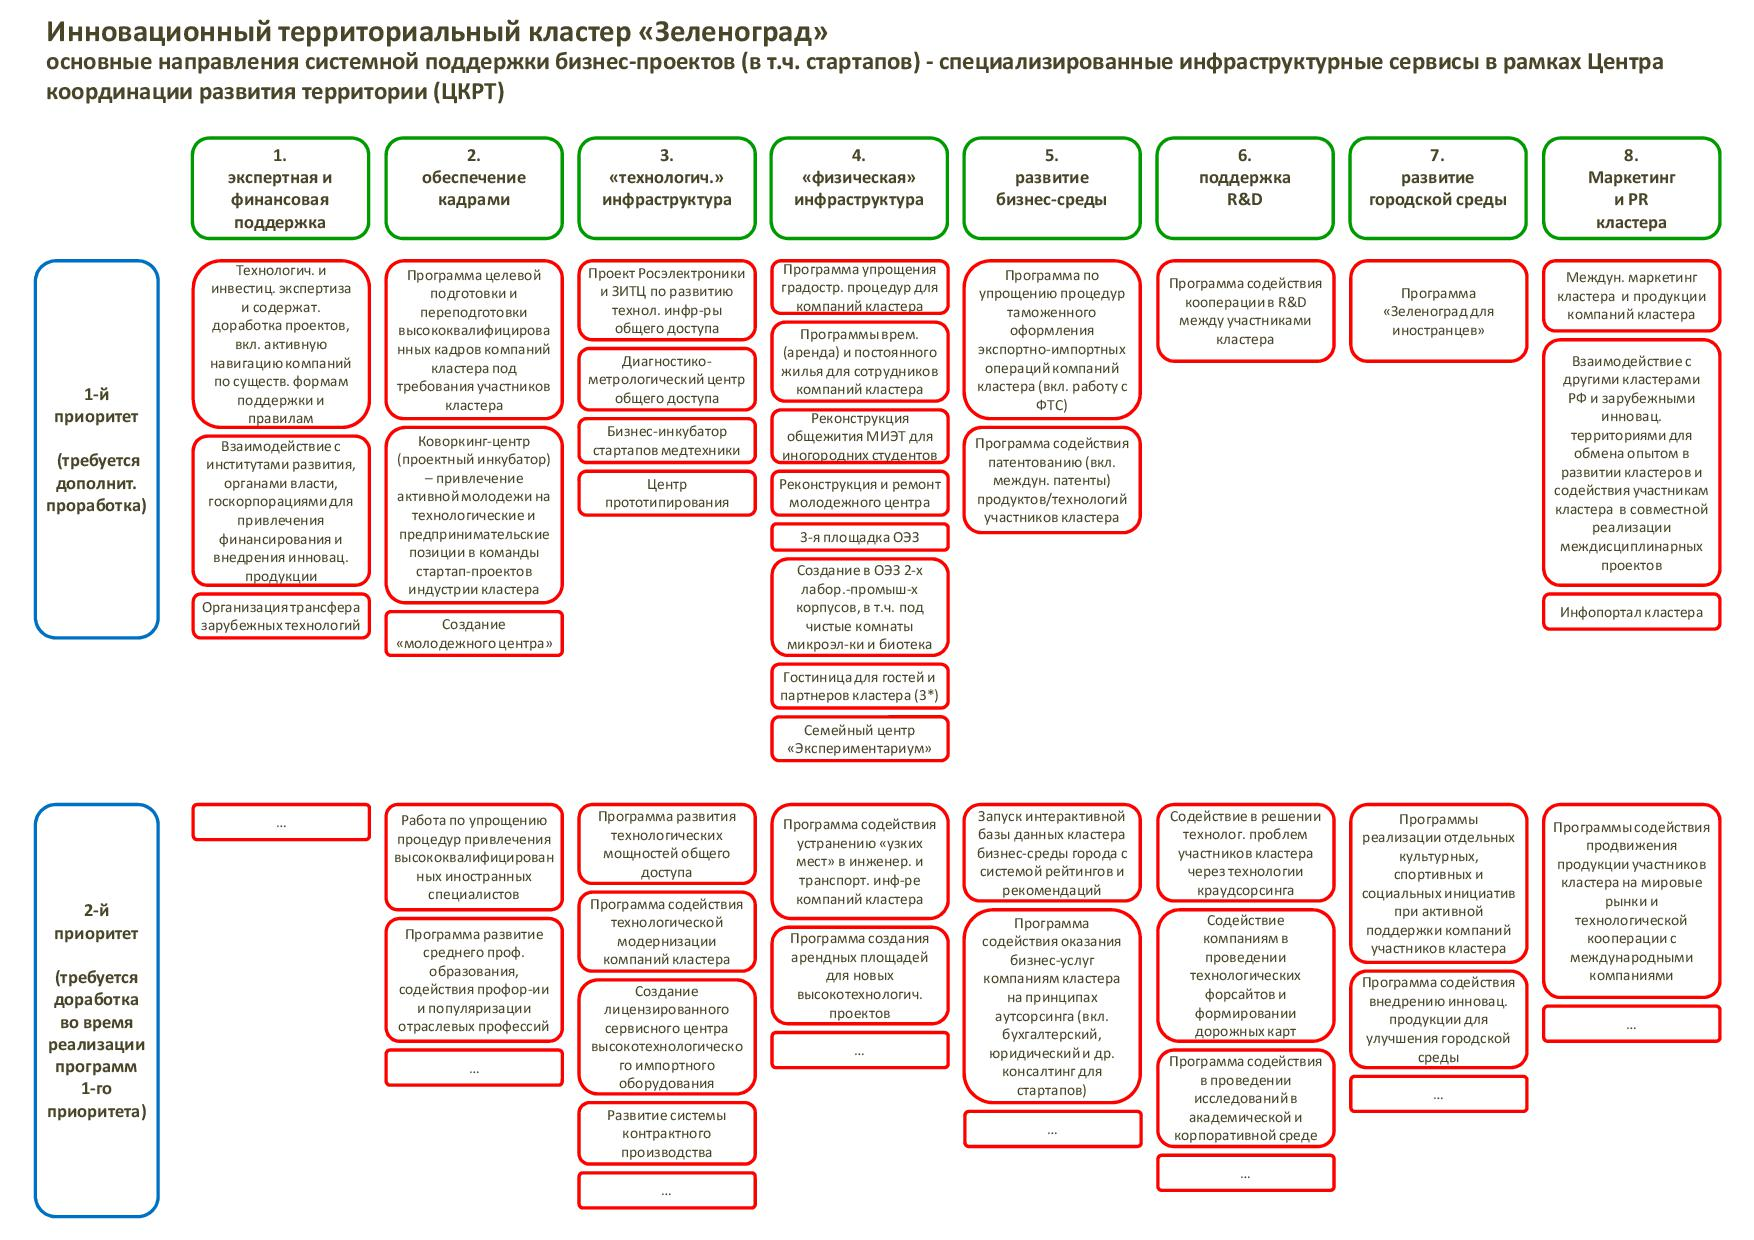 Инновационный территориальный кластер «Зеленоград»
основные направления системной поддержки бизнес-проектов (в т.ч. стартапов) - специализированные инфраструктурные сервисы в рамках Центра
координации развития территории (ЦКРТ)
1.
экспертная и
финансовая
поддержка
2.
обеспечение
кадрами
3.
«технологич.»
инфраструктура
4.
«физическая»
инфраструктура
5.
развитие
бизнес-среды
6.
поддержка
R&D
7.
развитие
городской среды
8.
Маркетинг
и PR
кластера
1-й
приоритет
(требуется
дополнит.
проработка)
Технологич. и
инвестиц. экспертиза
и содержат.
доработка проектов,
вкл. активную
навигацию компаний
по существ. формам
поддержки и
правилам
Взаимодействие с
институтами развития,
органами власти,
госкорпорациями для
привлечения
финансирования и
внедрения инновац.
продукции
Организация трансфера
зарубежных технологий
Программа целевой
подготовки и
переподготовки
высококвалифицирова
нных кадров компаний
кластера под
требования участников
кластера
Коворкинг-центр
(проектный инкубатор)
– привлечение
активной молодежи на
технологические и
предпринимательские
позиции в команды
стартап-проектов
индустрии кластера
Создание
«молодежного центра»
Проект Росэлектроники
и ЗИТЦ по развитию
технол. инфр-ры
общего доступа
Диагностико-
метрологический центр
общего доступа
Бизнес-инкубатор
стартапов медтехники
Центр
прототипирования
Программа упрощения
градостр. процедур для
компаний кластера
Программы врем.
(аренда) и постоянного
жилья для сотрудников
компаний кластера
Реконструкция
общежития МИЭТ для
иногородних студентов
Реконструкция и ремонт
молодежного центра
3-я площадка ОЭЗ
Создание в ОЭЗ 2-х
лабор.-промыш-х
корпусов, в т.ч. под
чистые комнаты
микроэл-ки и биотека
Гостиница для гостей и
партнеров кластера (3*)
Семейный центр
«Экспериментариум»
Программа по
упрощению процедур
таможенного
оформления
экспортно-импортных
операций компаний
кластера (вкл. работу с
ФТС)
Программа содействия
патентованию (вкл.
междун. патенты)
продуктов/технологий
участников кластера
Программа содействия
кооперации в R&D
между участниками
кластера
Программа
«Зеленоград для
иностранцев»
Междун. маркетинг
кластера и продукции
компаний кластера
Взаимодействие с
другими кластерами
РФ и зарубежными
инновац.
территориями для
обмена опытом в
развитии кластеров и
содействия участникам
кластера в совместной
реализации
междисциплинарных
проектов
Инфопортал кластера
2-й
приоритет
(требуется
доработка
во время
реализации
программ
1-го
приоритета)
…
Работа по упрощению
процедур привлечения
высококвалифицирован
ных иностранных
специалистов
Программа развитие
среднего проф.
образования,
содействия профор-ии
и популяризации
отраслевых профессий
…
Программа развития
технологических
мощностей общего
доступа
Программа содействия
технологической
модернизации
компаний кластера
Создание
лицензированного
сервисного центра
высокотехнологическо
го импортного
оборудования
Развитие системы
контрактного
производства
…
Программа содействия
устранению «узких
мест» в инженер. и
транспорт. инф-ре
компаний кластера
Программа создания
арендных площадей
для новых
высокотехнологич.
проектов
…
Запуск интерактивной
базы данных кластера
бизнес-среды города с
системой рейтингов и
рекомендаций
Программа
содействия оказания
бизнес-услуг
компаниям кластера
на принципах
аутсорсинга (вкл.
бухгалтерский,
юридический и др.
консалтинг для
стартапов)
…
Содействие в решении
технолог. проблем
участников кластера
через технологии
краудсорсинга
Содействие
компаниям в
проведении
технологических
форсайтов и
формировании
дорожных карт
Программа содействия
в проведении
исследований в
академической и
корпоративной среде
…
Программы
реализации отдельных
культурных,
спортивных и
социальных инициатив
при активной
поддержки компаний
участников кластера
Программа содействия
внедрению инновац.
продукции для
улучшения городской
среды
…
Программы содействия
продвижения
продукции участников
кластера на мировые
рынки и
технологической
кооперации с
международными
компаниями
…